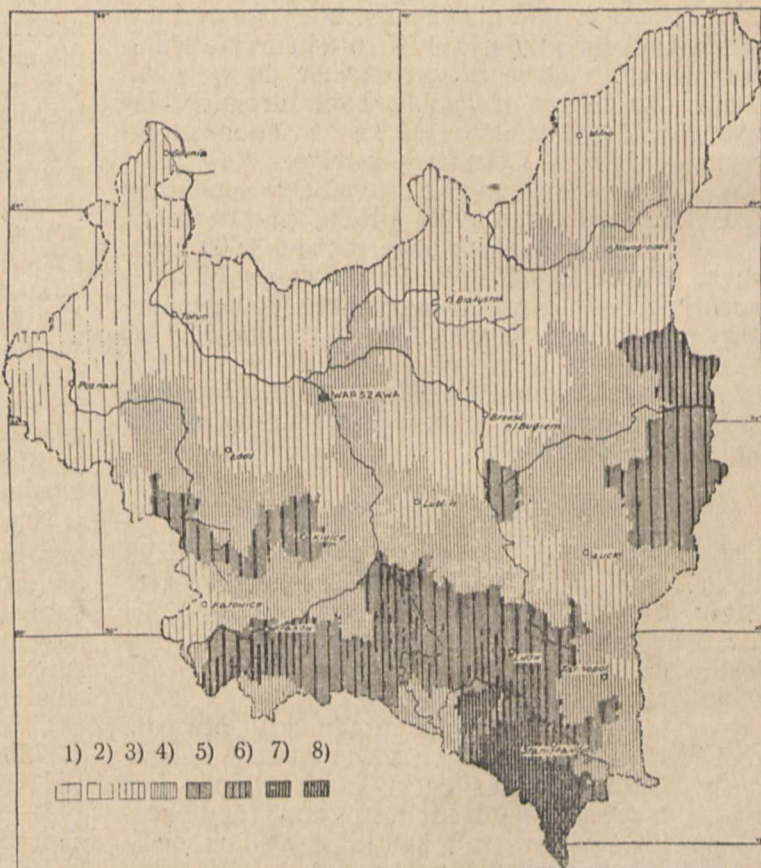 Gdynia
Wilno
Nowogródek
Białystok
Toruń
Poznań
WARSZAWA
Brześć
n/Bugiem
Łódź
Lublin
Kielce
Łuck
Katowice
Kraków
Lwów
Tarnopol
Stanisławów
1) 2) 3) 4) 5) 6) 7) 8)